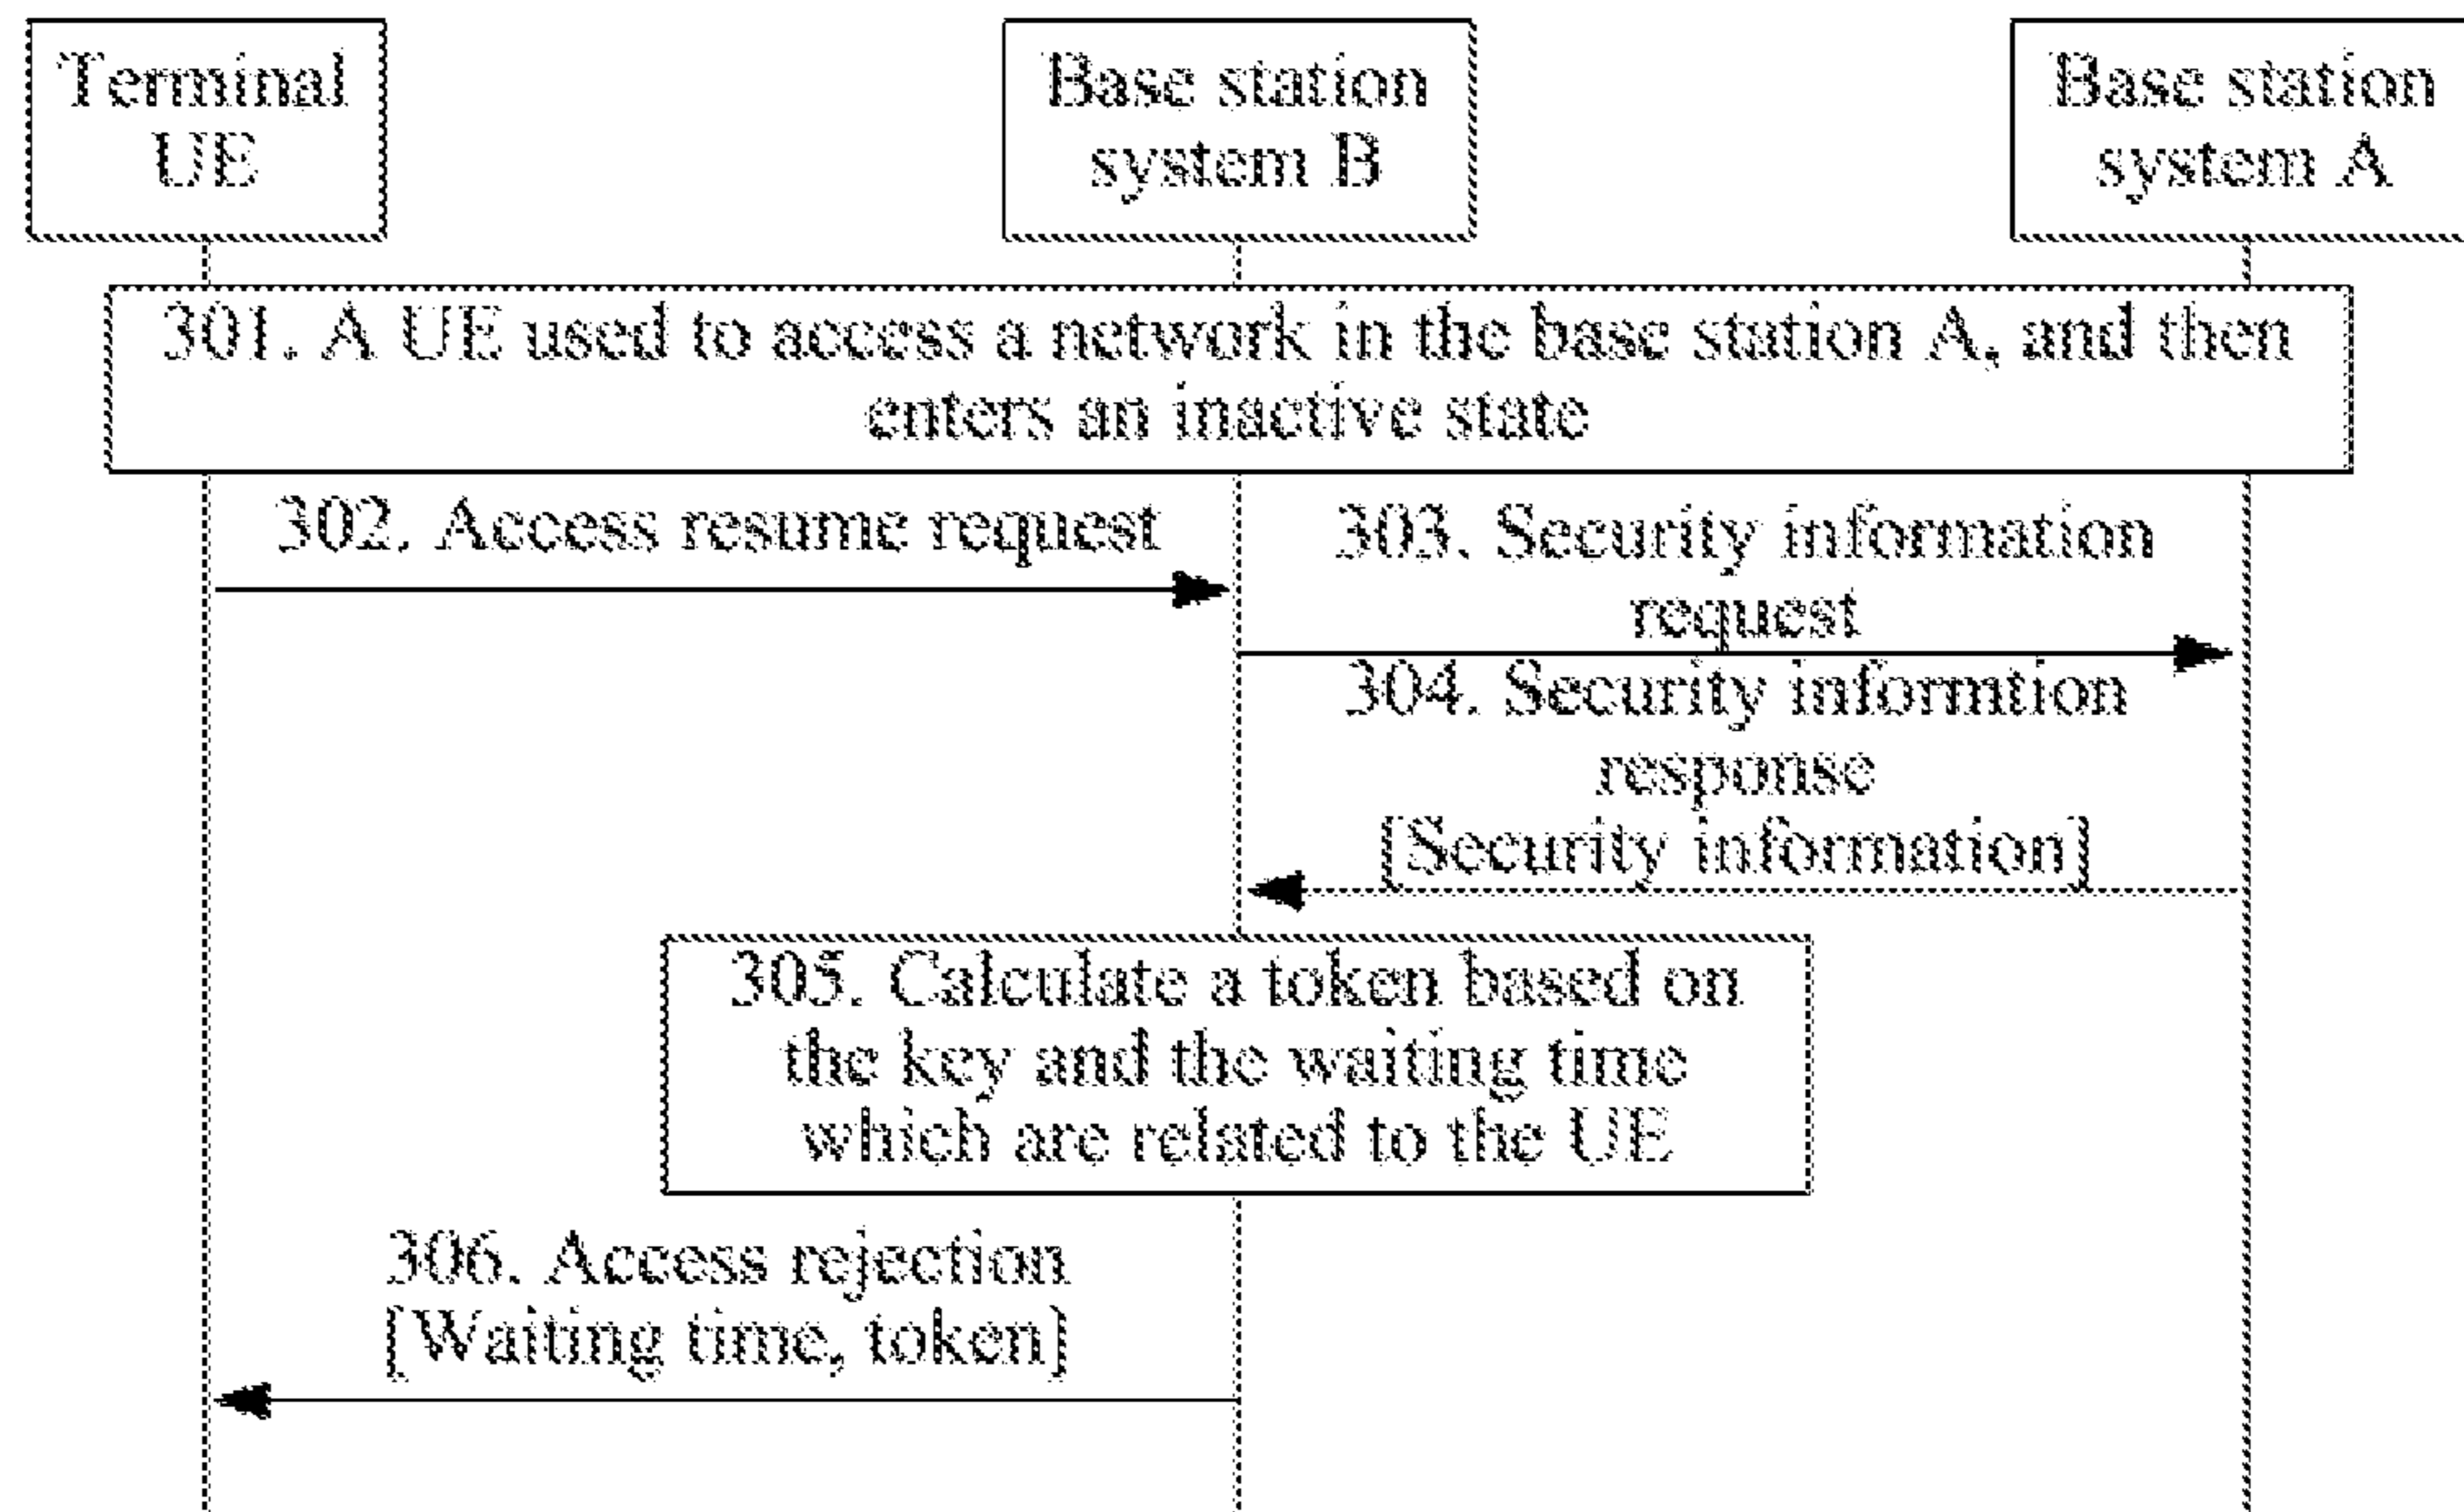 Terminal
UE
Base station
system B
Base station
system A
301. A UE used to access a network in the base station A, and then
enters an inactive state
302. Access resume request
303. Security information
request
304. Security informtion
response
[Security information]
305. Calculate a token based on
the key and the waiting time
which are related to the UE
306. Access rejection
[Waiting time, token]